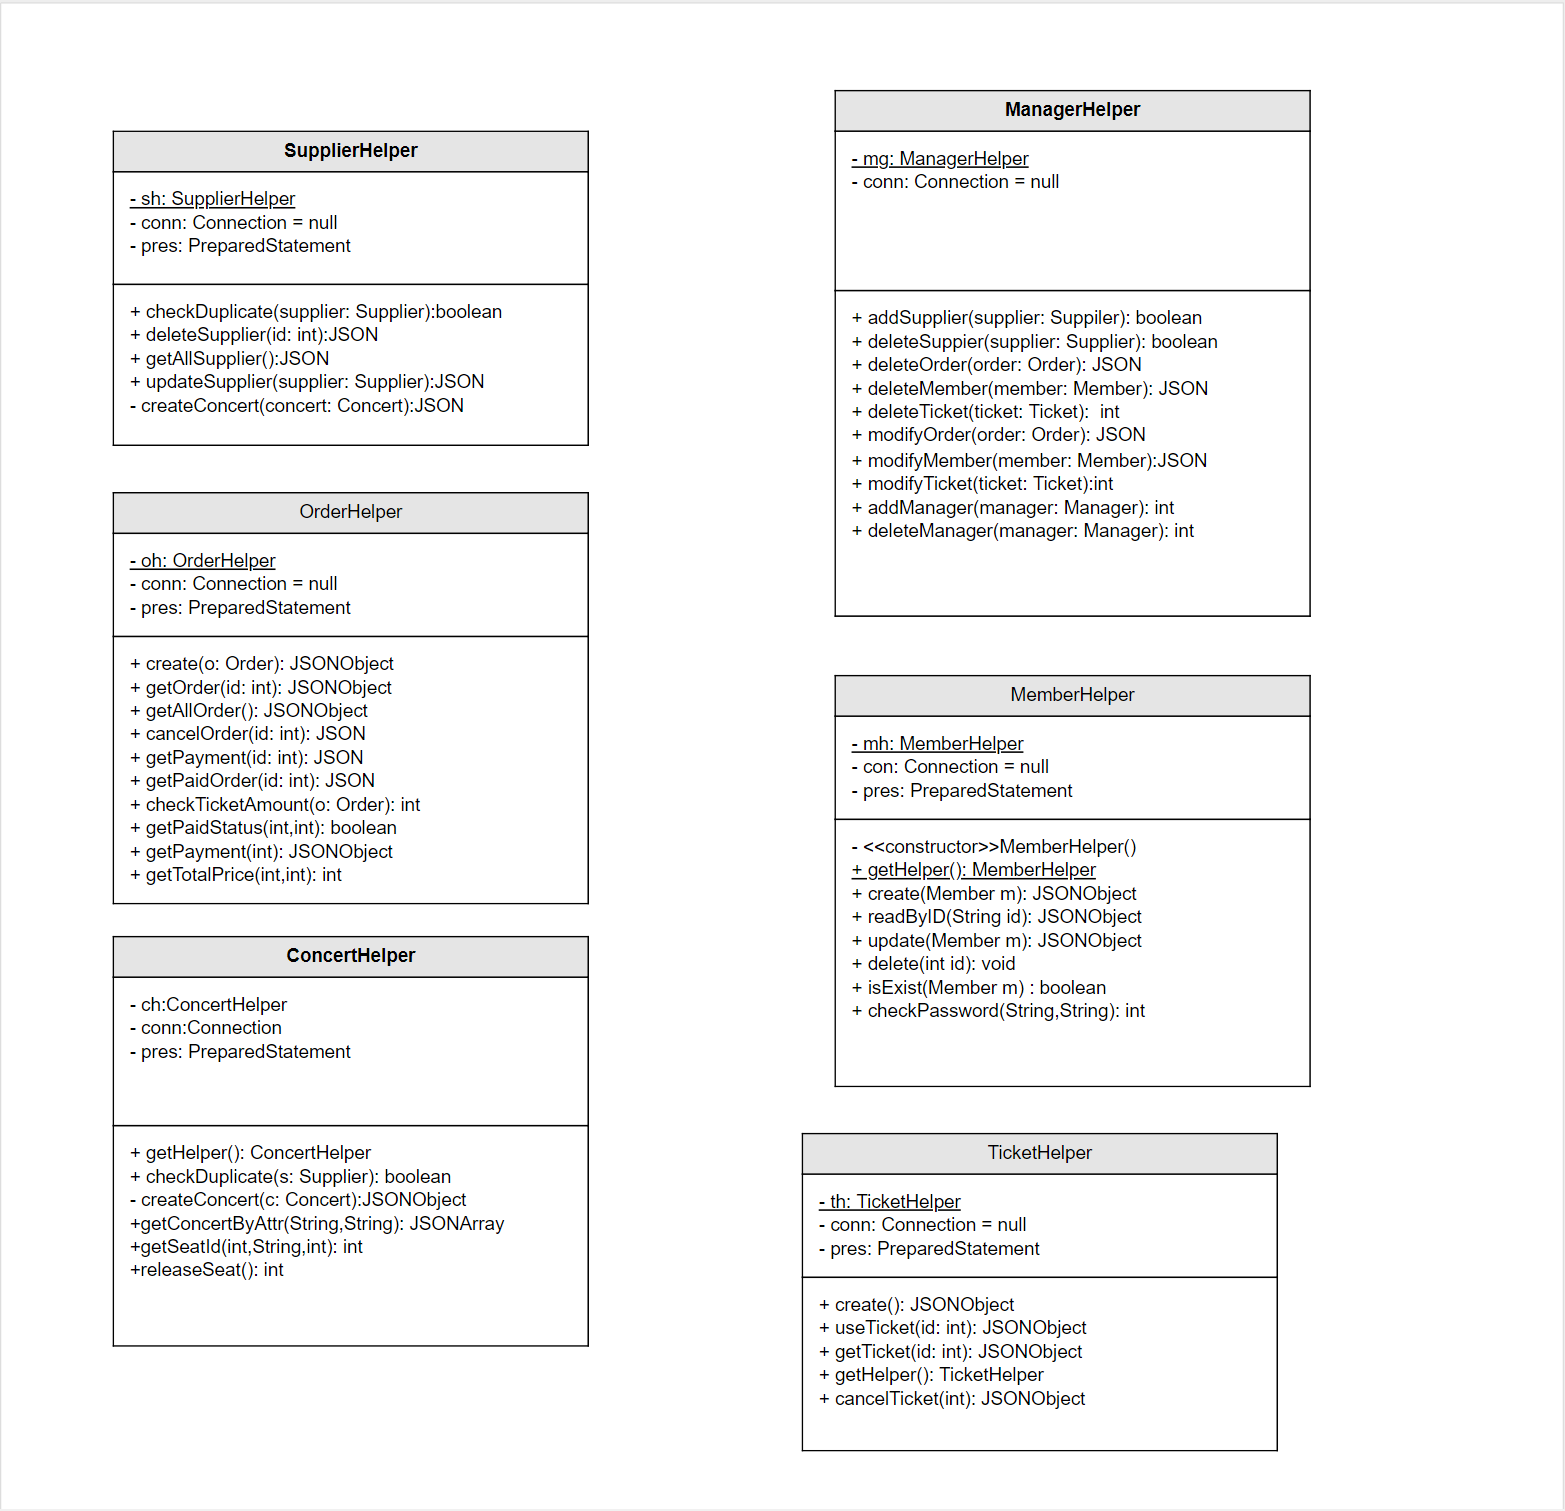 SupplierHelper
- sh: SupplierHelper
- conn: Connection = null
- pres: PreparedStatement
+ checkDuplicate(supplier: Supplier):boolean
+ deleteSupplier(id: int):JSON
+ getAllSupplier():JSON
+ updateSupplier(supplier: Supplier):JSON
- createConcert(concert: Concert):JSON
OrderHelper
- oh: OrderHelper
- conn: Connection = null
- pres: PreparedStatement
+ create(o: Order): JSONObject
+ getOrder(id: int): JSONObject
+ getAllOrder(): JSONObject
+ cancelOrder(id: int): JSON
+ getPayment(id: int): JSON
+ getPaidOrder(id: int): JSON
+ checkTicketAmount(o: Order): int
+ getPaidStatus(int,int): boolean
+ getPayment(int): JSONObject
+ getTotalPrice(int,int): int
ConcertHelper
- ch:ConcertHelper
- conn:Connection
- pres: PreparedStatement
+ getHelper(): ConcertHelper
+ checkDuplicate(s: Supplier): boolean
- createConcert(c: Concert):JSONObject
+getConcertByAttr(String,String): JSONArray
+getSeatId(int,String,int): int
+releaseSeat(): int
ManagerHelper
- mg: ManagerHelper
- conn: Connection = null
+ addSupplier(supplier: Suppiler): boolean
+ deleteSuppier(supplier: Supplier): boolean
+ deleteOrder(order: Order): JSON
+ deleteMember(member: Member): JSON
+ deleteTicket(ticket: Ticket):  int
+ modifyOrder(order: Order): JSON
+ modifyMember(member: Member):JSON
+ modifyTicket(ticket: Ticket):int
+ addManager(manager: Manager): int
+ deleteManager(manager: Manager): int
MemberHelper
- mh: MemberHelper
- con: Connection = null
- pres: PreparedStatement
- <<constructor>>MemberHelper()
+ getHelper(): MemberHelper
+ create(Member m): JSONObject
+ readByID(String id): JSONObject
+ update(Member m): JSONObject
+ delete(int id): void
+ isExist(Member m) : boolean
+ checkPassword(String,String): int
TicketHelper
- th: TicketHelper
- conn: Connection = null
- pres: PreparedStatement
+ create(): JSONObject
+ useTicket(id: int): JSONObject
+ getTicket(id: int): JSONObject
+ getHelper(): TicketHelper
+ cancelTicket(int): JSONObject